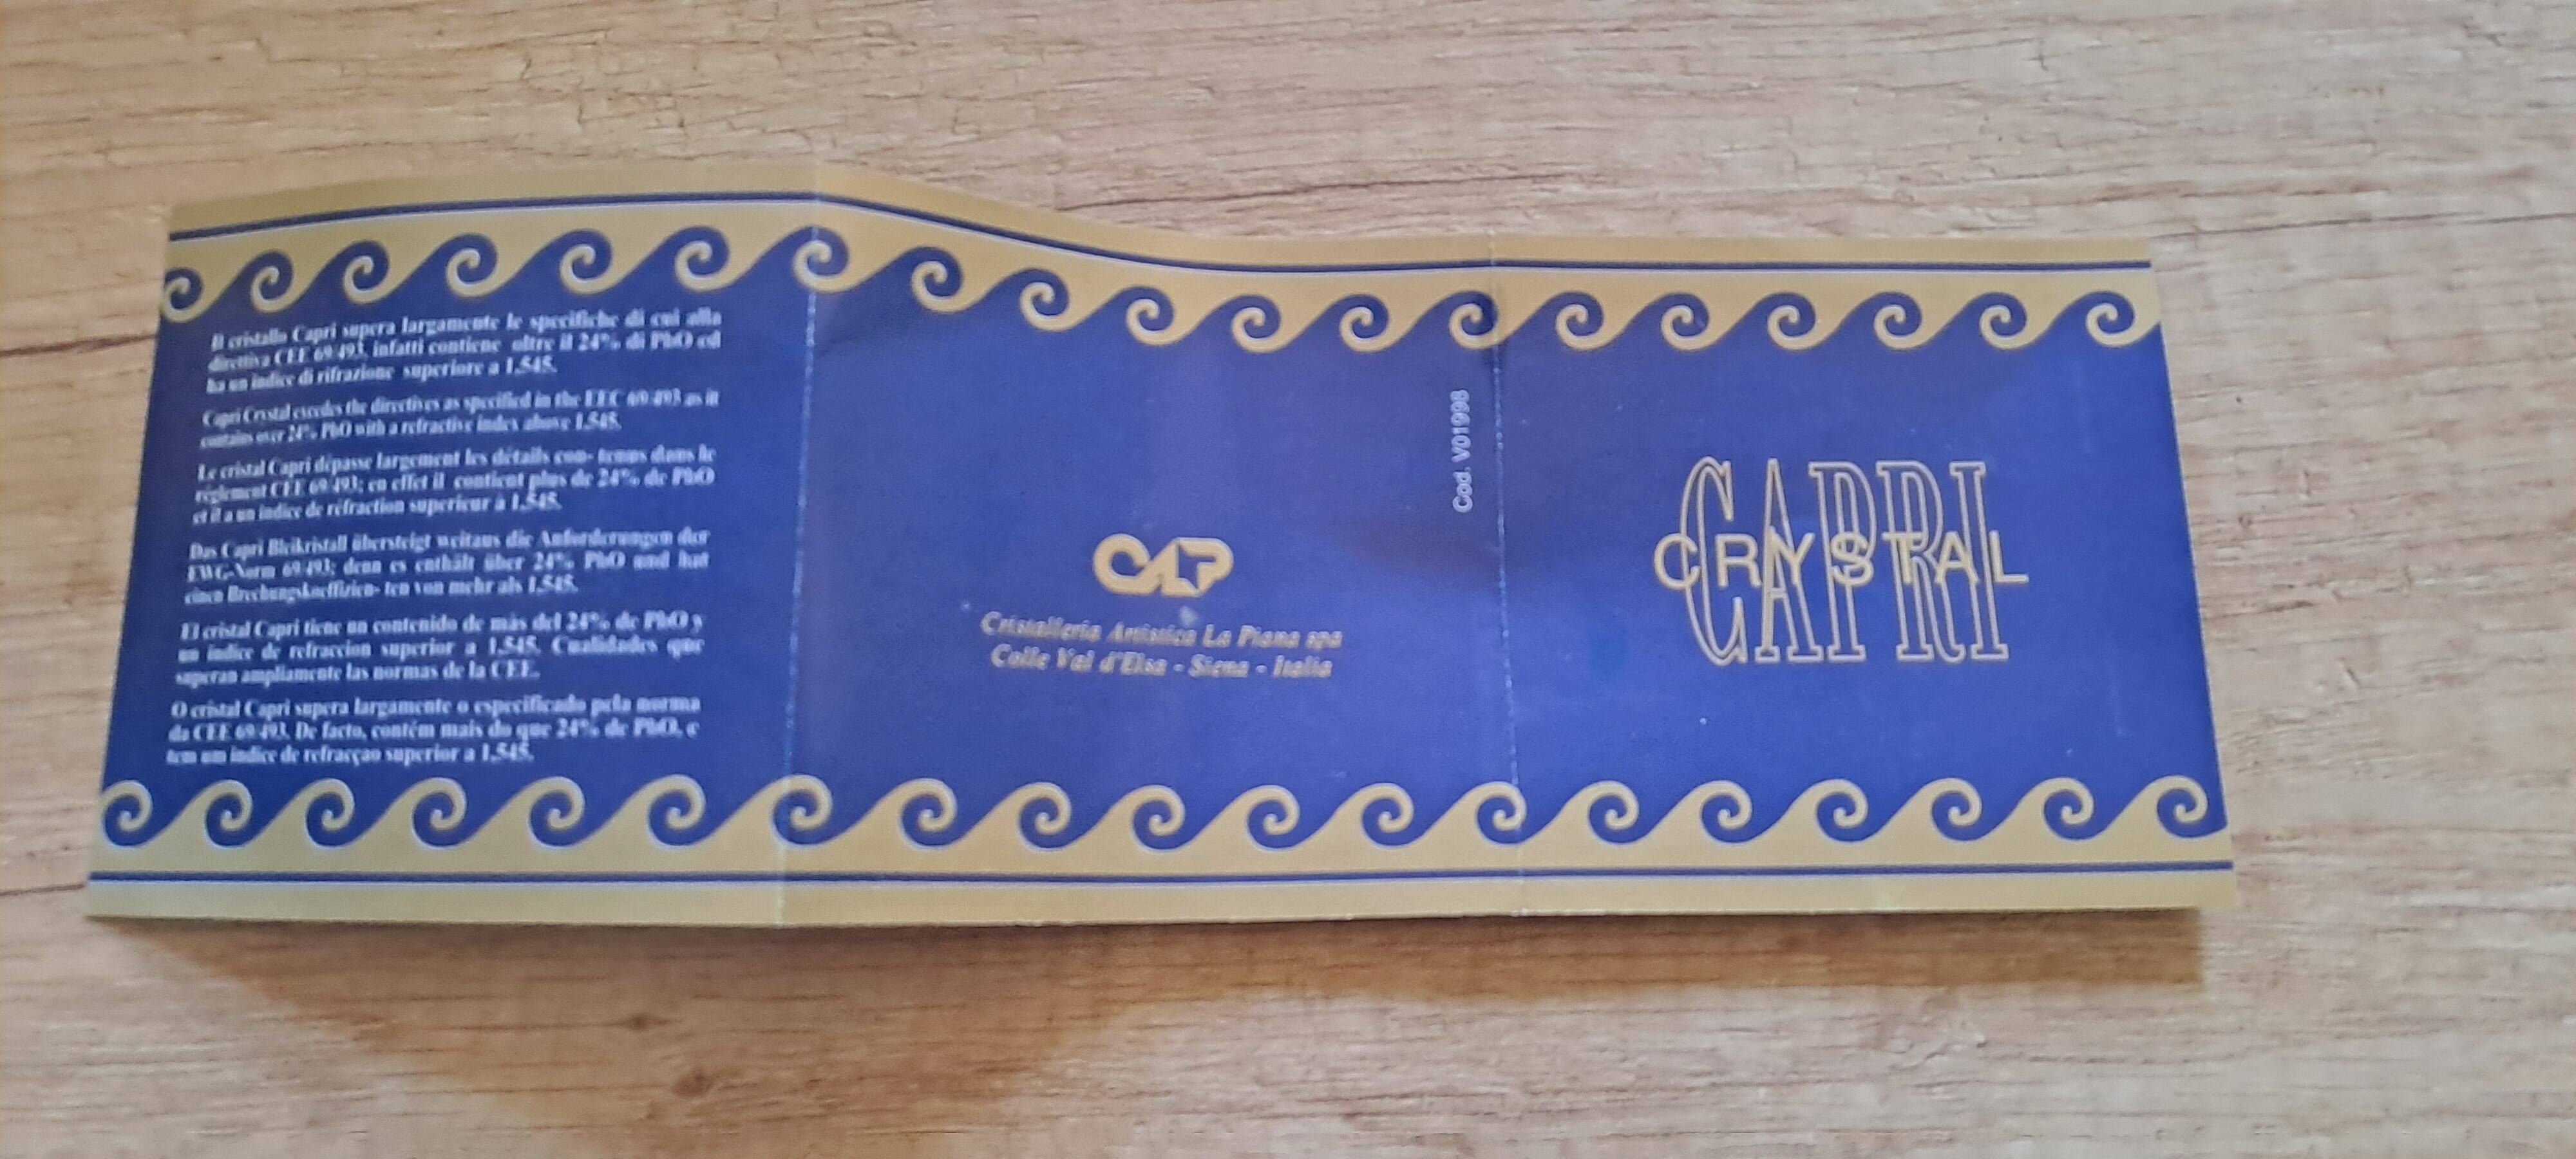 Il cristallo Capri supera largamente le specifiche di cui alla
direttiva CEE 69/493, infatti contiene oltre il 24% di PbO ed
ha un indice di rifrazione superiore a 1,545.
Capri Crystal excedes the directives as specified in the EEC 69/493 as it
contains over 24% PbO with a refractive index above 1,545.
Le cristal Capri dépasse largement les détails con- tenus dans le
règlement CEE 69/493; en effet il contient plus de 24% de PbO
et il a un indice de réfraction superieur à 1,545.
Das Capri Bleikristall übersteigt weitaus die Anforderungen der
EWG-Norm 69/493; denn es enthält über 24% PbO und hat
einen Brechungskoeffizien- ten von mehr als 1,545.
El cristal Capri tiene un contenido de más del 24% de PbO y
un indice de refraccion superior a 1,545. Cualidades que
superan ampliamente las normas de la CEE.
O cristal Capri supera largamente o especificado pela norma
da CEE 69/493. De facto, contém mais do que 24% de PbO, e
tem um indice de refracçao superior a 1,545.
CALP
Cristalleria Artistica La Piana spa
Colle Val d'Elsa - Siena - Italia
Cod. V01998
CAPRI
CRYSTAL